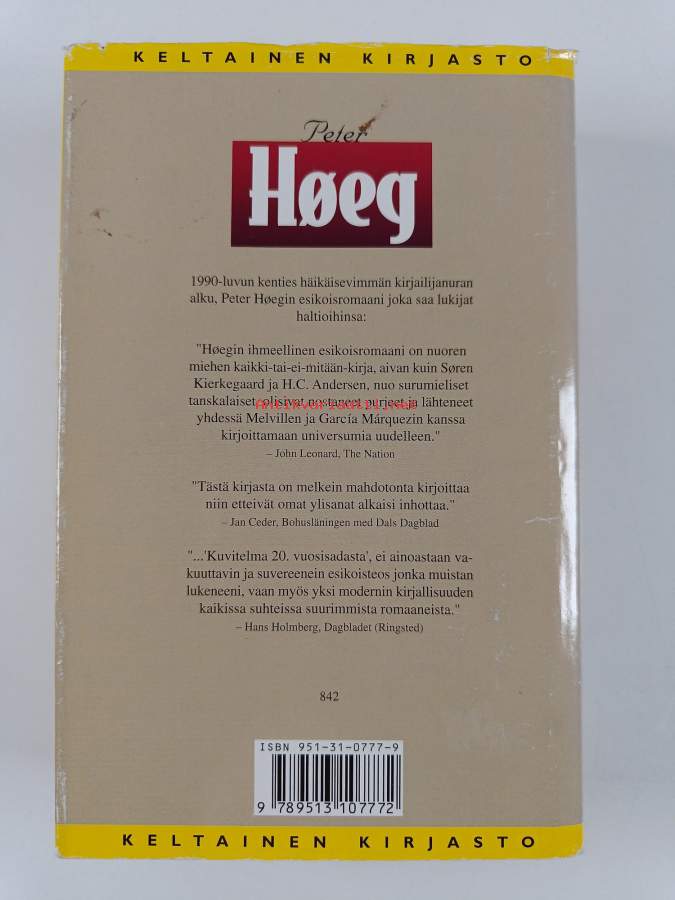 KELTAINEN KIRJASTO
Peter
Høeg
1990-luvun kenties häikäisevimmän kirjailijanuran
alku, Peter Høegin esikoisromaani joka saa lukijat
haltioihinsa:
"Høegin ihmeellinen esikoisromaani on nuoren
miehen kaikki-tai-ei-mitään-kirja, aivan kuin Søren
Kierkegaard ja H.C. Andersen, nuo surumieliset
tanskalaiset, olisivat nostaneet purjeet ja lähteneet
Antikvariaatti.net
yhdessä Melvillen ja García Márquezin kanssa
kirjoittamaan universumia uudelleen."
– John Leonard, The Nation
"Tästä kirjasta on melkein mahdotonta kirjoittaa
niin etteivät omat ylisanat alkaisi inhottaa."
– Jan Ceder, Bohusläningen med Dals Dagblad
"...'Kuvitelma 20. vuosisadasta', ei ainoastaan va-
kuuttavin ja suvereenein esikoisteos jonka muistan
lukeneeni, vaan myös yksi modernin kirjallisuuden
kaikissa suhteissa suurimmista romaaneista."
– Hans Holmberg, Dagbladet (Ringsted)
842
ISBN 951-31-0777-9
9 789513 107772
KELTAINEN KIRJASTO